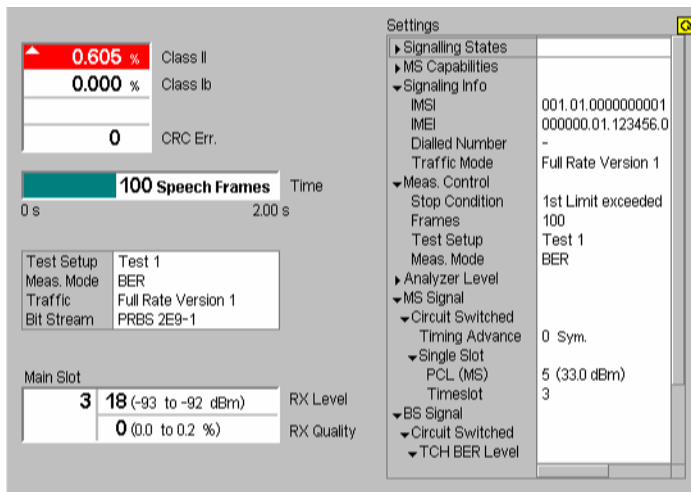 0.605 % Class II
0.000 % Class Ib
0 CRC Err.
100 Speech Frames Time
0 s 2.00 s
Test Setup Test 1
Meas. Mode BER
Traffic Full Rate Version 1
Bit Stream PRBS 2E9-1
Main Slot
3 18 (-93 to -92 dBm) RX Level
0 (0.0 to 0.2 %) RX Quality
Settings
Signalling States
MS Capabilities
Signaling Info
IMSI 001.01.0000000001
IMEI 000000.01.123456.0
Dialled Number -
Traffic Mode Full Rate Version 1
Meas. Control
Stop Condition 1st Limit exceeded
Frames 100
Test Setup Test 1
Meas. Mode BER
Analyzer Level
MS Signal
Circuit Switched
Timing Advance 0 Sym.
Single Slot
PCL (MS) 5 (33.0 dBm)
Timeslot 3
BS Signal
Circuit Switched
TCH BER Level